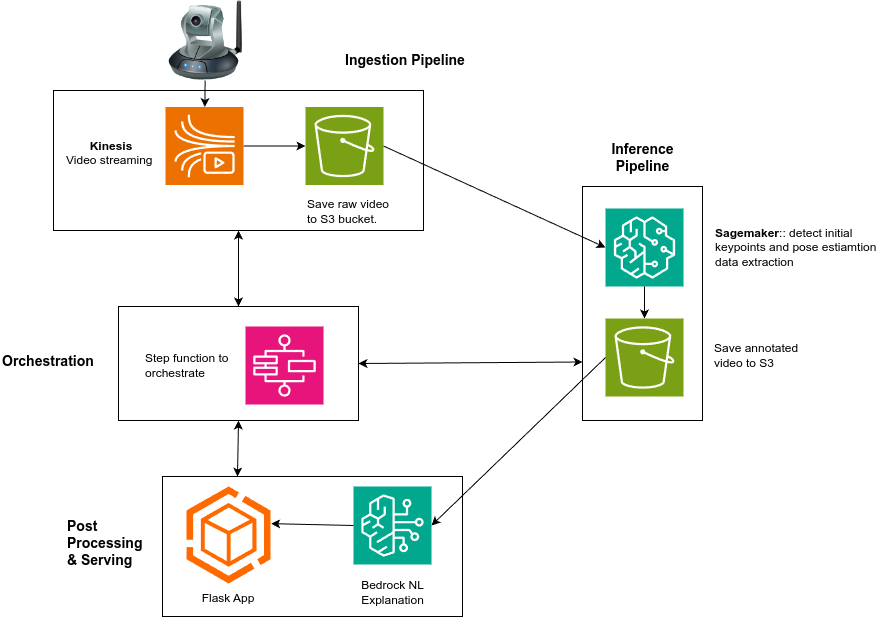 Ingestion Pipeline
Kinesis
Video streaming
Save raw video
to S3 bucket.
Inference
Pipeline
Sagemaker:: detect initial
keypoints and pose estiamtion
data extraction
Save annotated
video to S3
Orchestration
Step function to
orchestrate
Post
Processing
& Serving
Flask App
Bedrock NL
Explanation